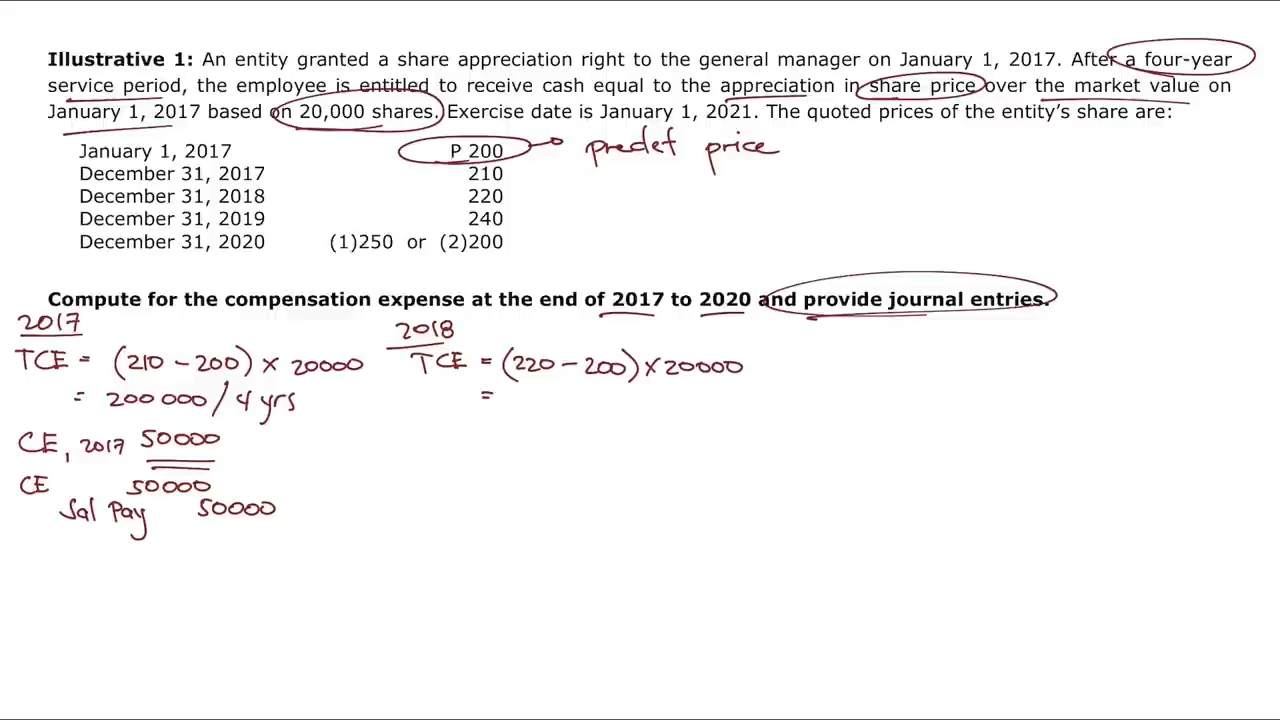 Illustrative 1: An entity granted a share appreciation right to the general manager on January 1, 2017. After a four-year
service period, the employee is entitled to receive cash equal to the appreciation in share price over the market value on
January 1, 2017 based on 20,000 shares. Exercise date is January 1, 2021. The quoted prices of the entity's share are:
January 1, 2017 P 200 predet price
December 31, 2017 210
December 31, 2018 220
December 31, 2019 240
December 31, 2020 (1)250 or (2)200
Compute for the compensation expense at the end of 2017 to 2020 and provide journal entries.
2017
TCE = (210 - 200) x 20000
= 200 000 / 4 yrs
CE, 2017 50000
CE 50000
Sal Pay 50000
2018
TCE = (220 - 200) x 20000
=